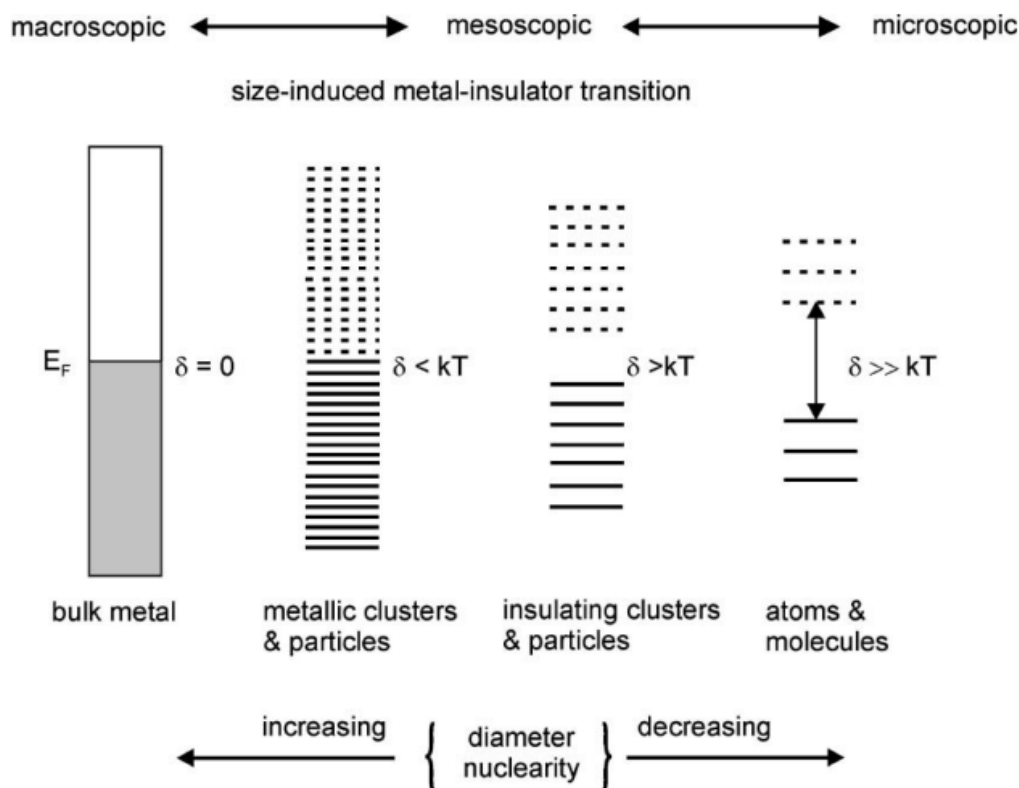 macroscopic mesoscopic microscopic
size-induced metal-insulator transition
E_F δ = 0 δ < kT δ >kT δ >> kT
bulk metal metallic clusters insulating clusters atoms &
& particles & particles molecules
increasing { diameter } decreasing
nuclearity